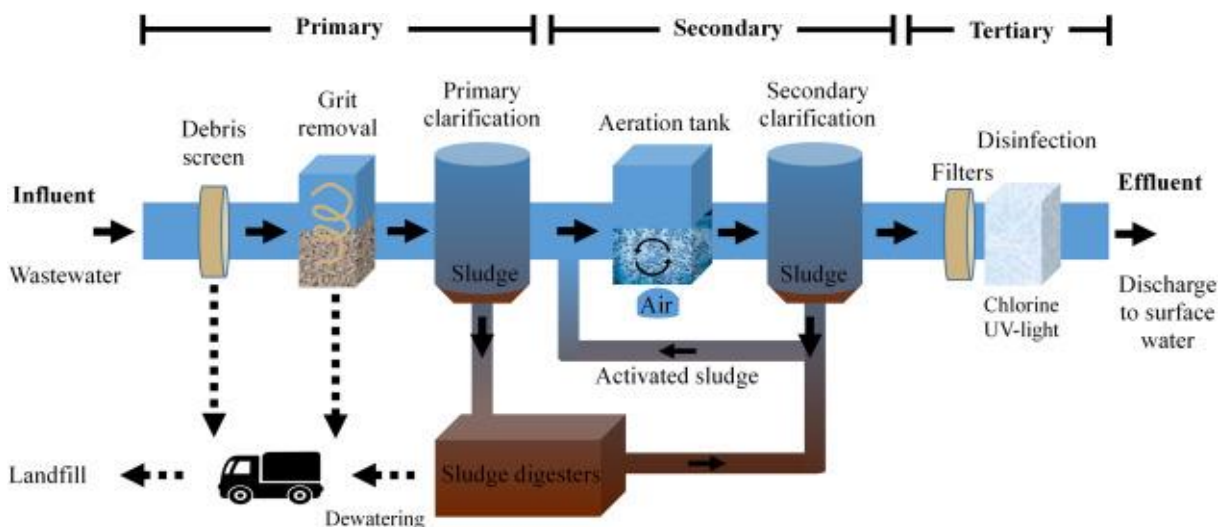 Primary
Secondary
Tertiary
Debris
screen
Grit
removal
Primary
clarification
Aeration tank
Secondary
clarification
Disinfection
Filters
Influent
Effluent
Wastewater
Sludge
Air
Sludge
Chlorine
UV-light
Discharge
to surface
water
Activated sludge
Sludge digesters
Landfill
Dewatering